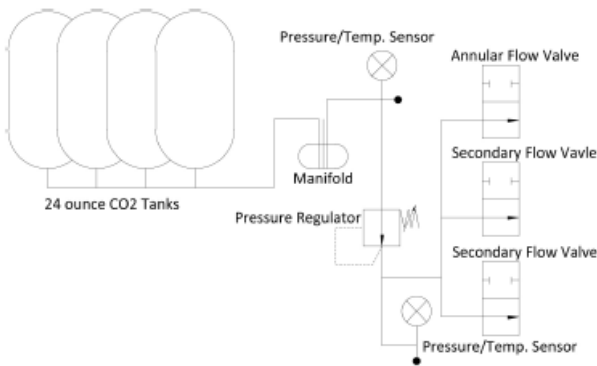 Pressure/Temp. Sensor
Annular Flow Valve
Secondary Flow Vavle
Manifold
24 ounce CO2 Tanks
Pressure Regulator
Secondary Flow Valve
Pressure/Temp. Sensor